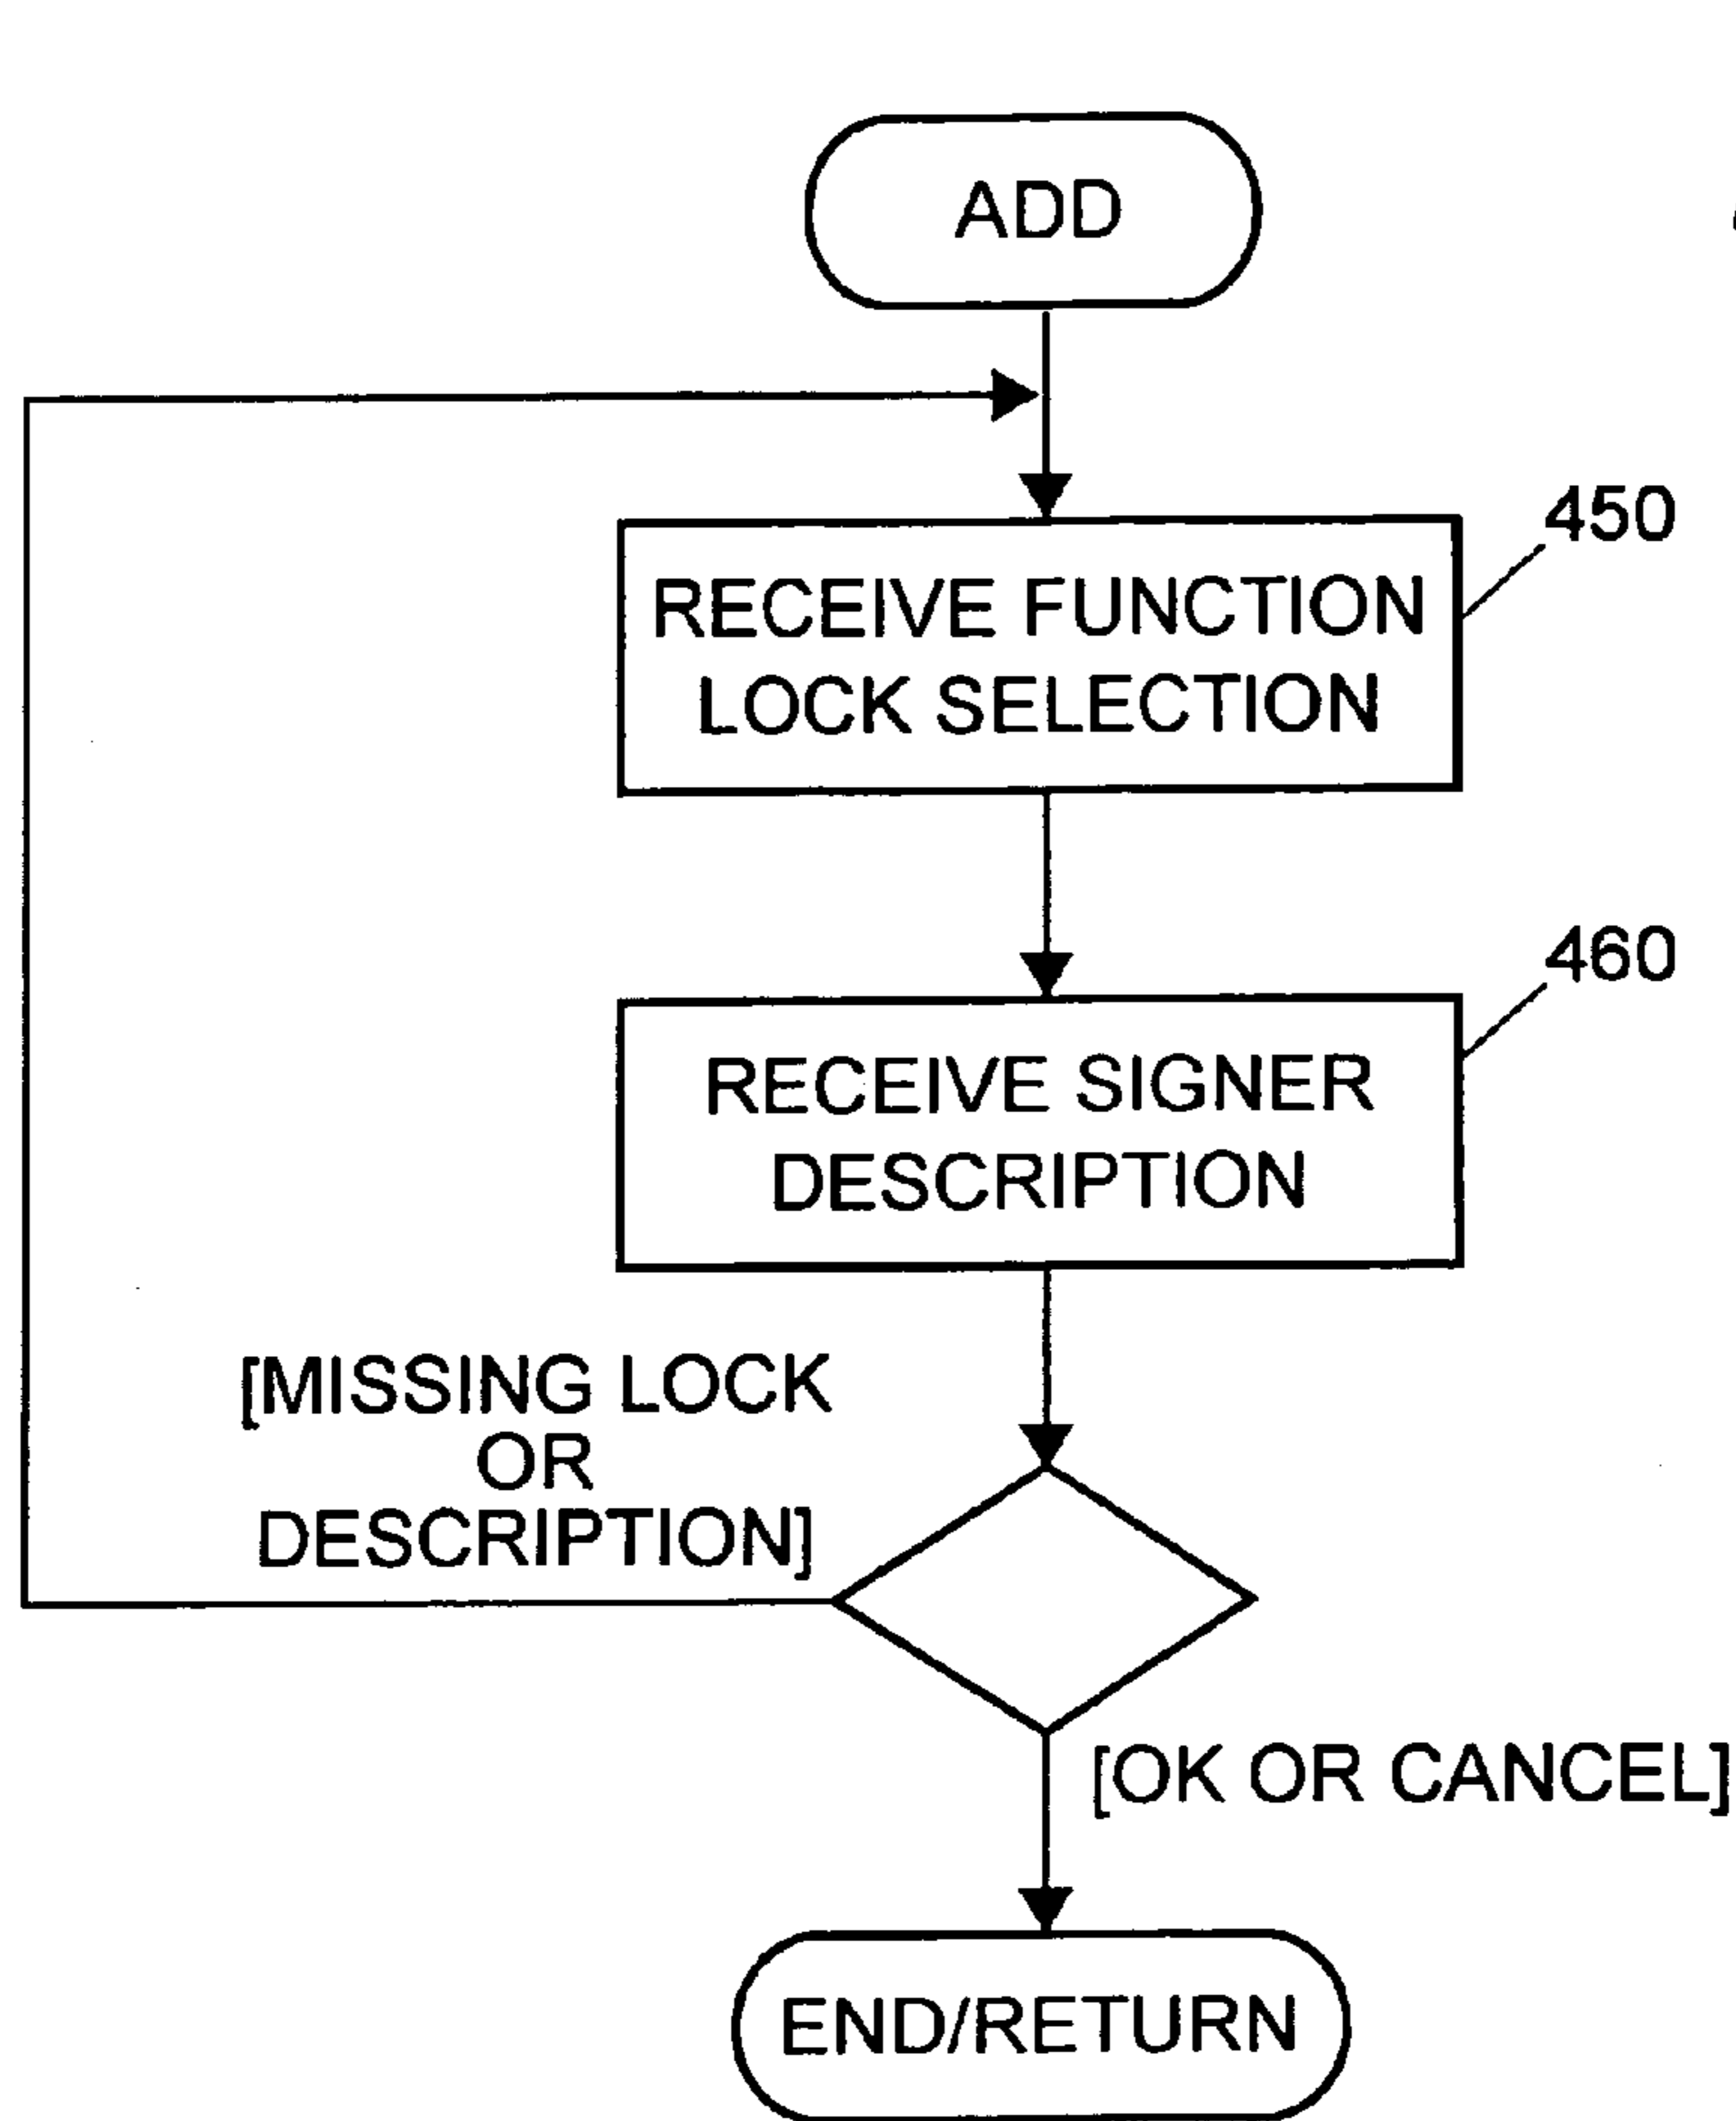 ADD
450
RECEIVE FUNCTION
LOCK SELECTION
460
RECEIVE SIGNER
DESCRIPTION
[MISSING LOCK
OR
DESCRIPTION]
[OK OR CANCEL]
END/RETURN